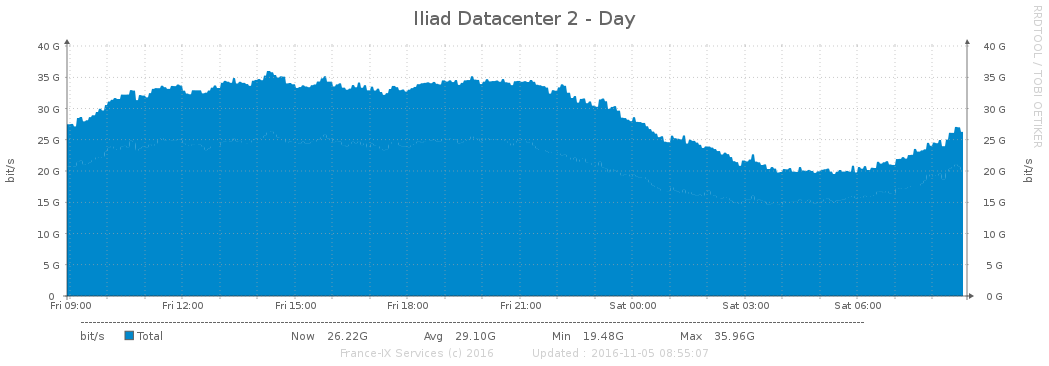 Iliad Datacenter 2 - Day
RRDTOOL / TOBI OETIKER
40 G 40 G
35 G 35 G
30 G 30 G
25 G 25 G
20 G 20 G
15 G 15 G
10 G 10 G
5 G 5 G
0 0 G
bit/s
bit/s
Fri 09:00 Fri 12:00 Fri 15:00 Fri 18:00 Fri 21:00 Sat 00:00 Sat 03:00 Sat 06:00
bit/s Total Now 26.22G Avg 29.10G Min 19.48G Max 35.96G
France-IX Services (c) 2016 Updated : 2016-11-05 08:55:07